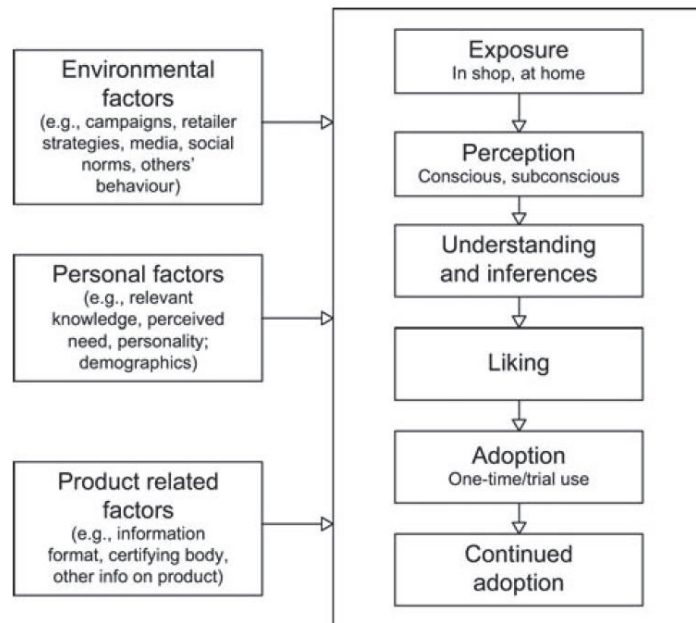 Environmental
factors
(e.g., campaigns, retailer
strategies, media, social
norms, others’
behaviour)
Personal factors
(e.g., relevant
knowledge, perceived
need, personality;
demographics)
Product related
factors
(e.g., information
format, certifying body,
other info on product)
Exposure
In shop, at home
Perception
Conscious, subconscious
Understanding
and inferences
Liking
Adoption
One-time/trial use
Continued
adoption